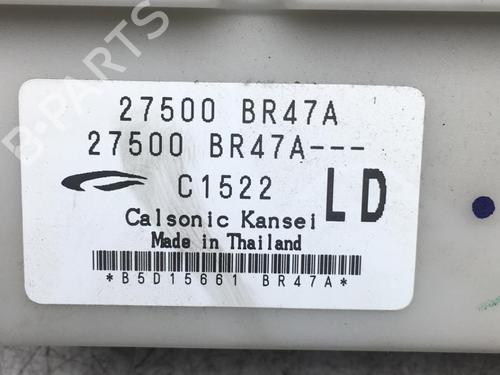 27500 BR47A
27500 BR47A---
C1522 LD
Calsonic Kansei
Made in Thailand
*B5D15661 BR47A*
B-PARTS